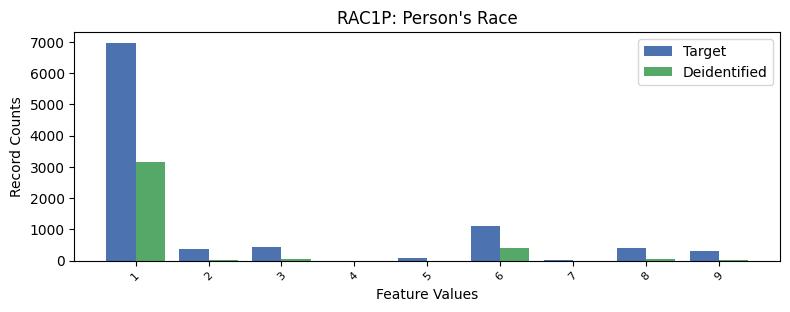 RAC1P: Person's Race
Target
Deidentified
Record Counts
7000
6000
5000
4000
3000
2000
1000
0
1 2 3 4 5 6 7 8 9
Feature Values